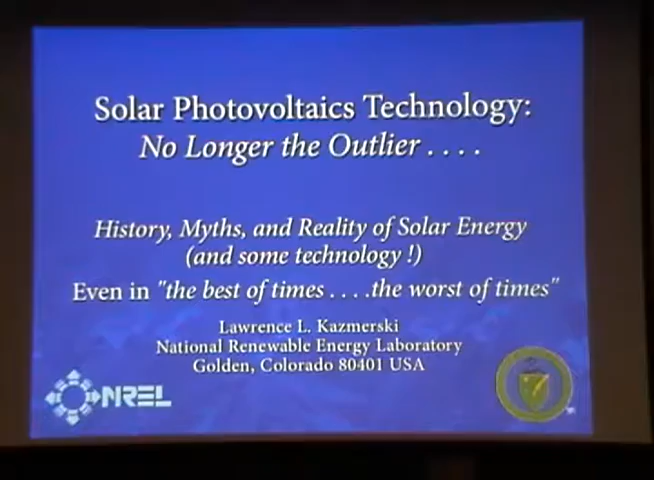 Solar Photovoltaics Technology:
No Longer the Outlier . . . .
History, Myths, and Reality of Solar Energy
(and some technology !)
Even in "the best of times . . . .the worst of times"
Lawrence L. Kazmerski
National Renewable Energy Laboratory
Golden, Colorado 80401 USA
NREL